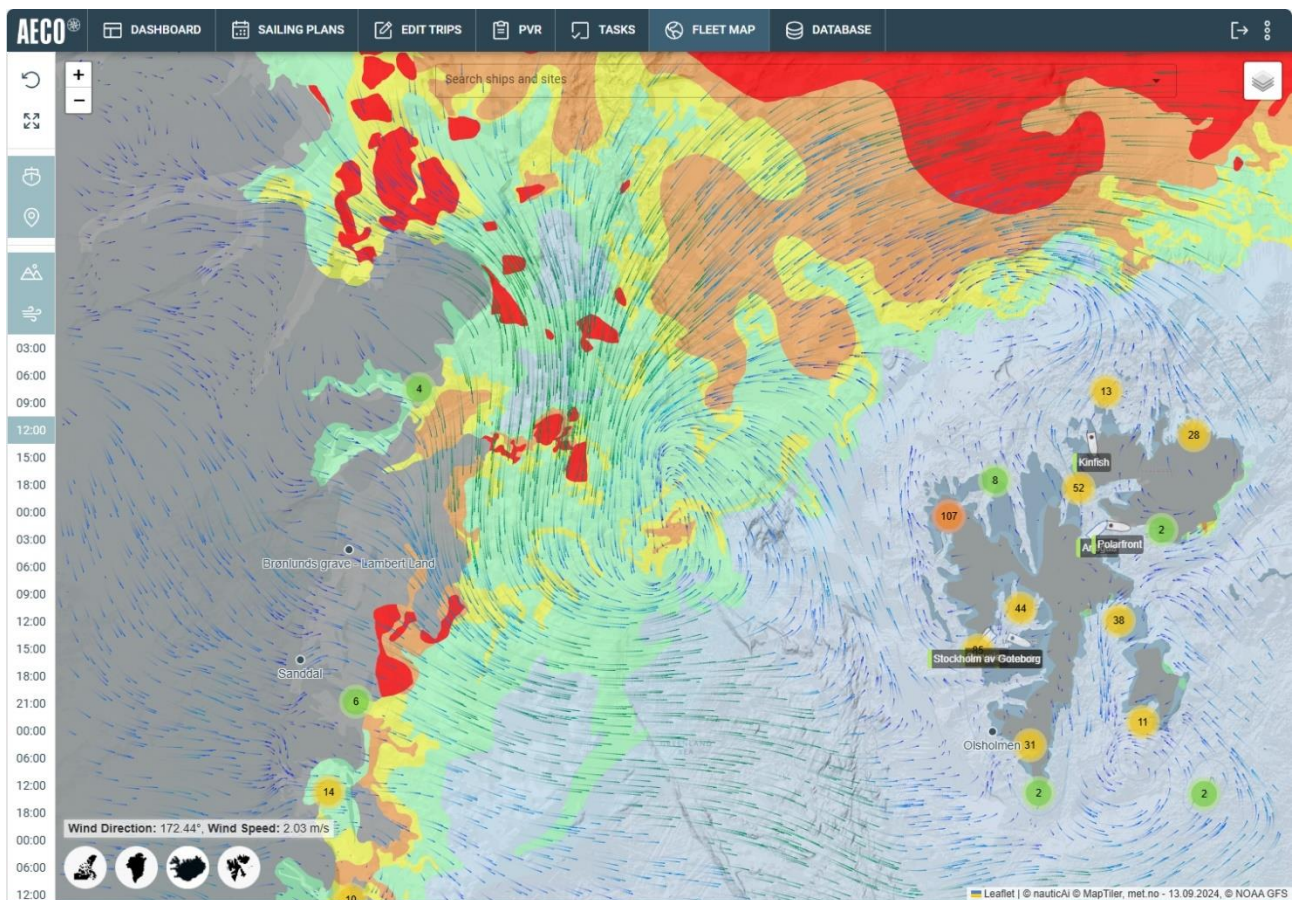 AECO
DASHBOARD
SAILING PLANS
EDIT TRIPS
PVR
TASKS
FLEET MAP
DATABASE
+
−
Search ships and sites
03:00
06:00
09:00
12:00
15:00
18:00
00:00
03:00
06:00
09:00
12:00
15:00
18:00
21:00
00:00
06:00
12:00
18:00
00:00
06:00
12:00
4
13
28
Kinfish
52
8
107
2
Polarfront
Brønlunds grave - Lambert Land
44
38
Stockholm av Goteborg
Sanddal
6
11
Olsholmen
31
14
2
2
Wind Direction: 172.44°, Wind Speed: 2.03 m/s
10
Leaflet | © nauticAi © MapTiler, met.no - 13.09.2024, © NOAA GFS